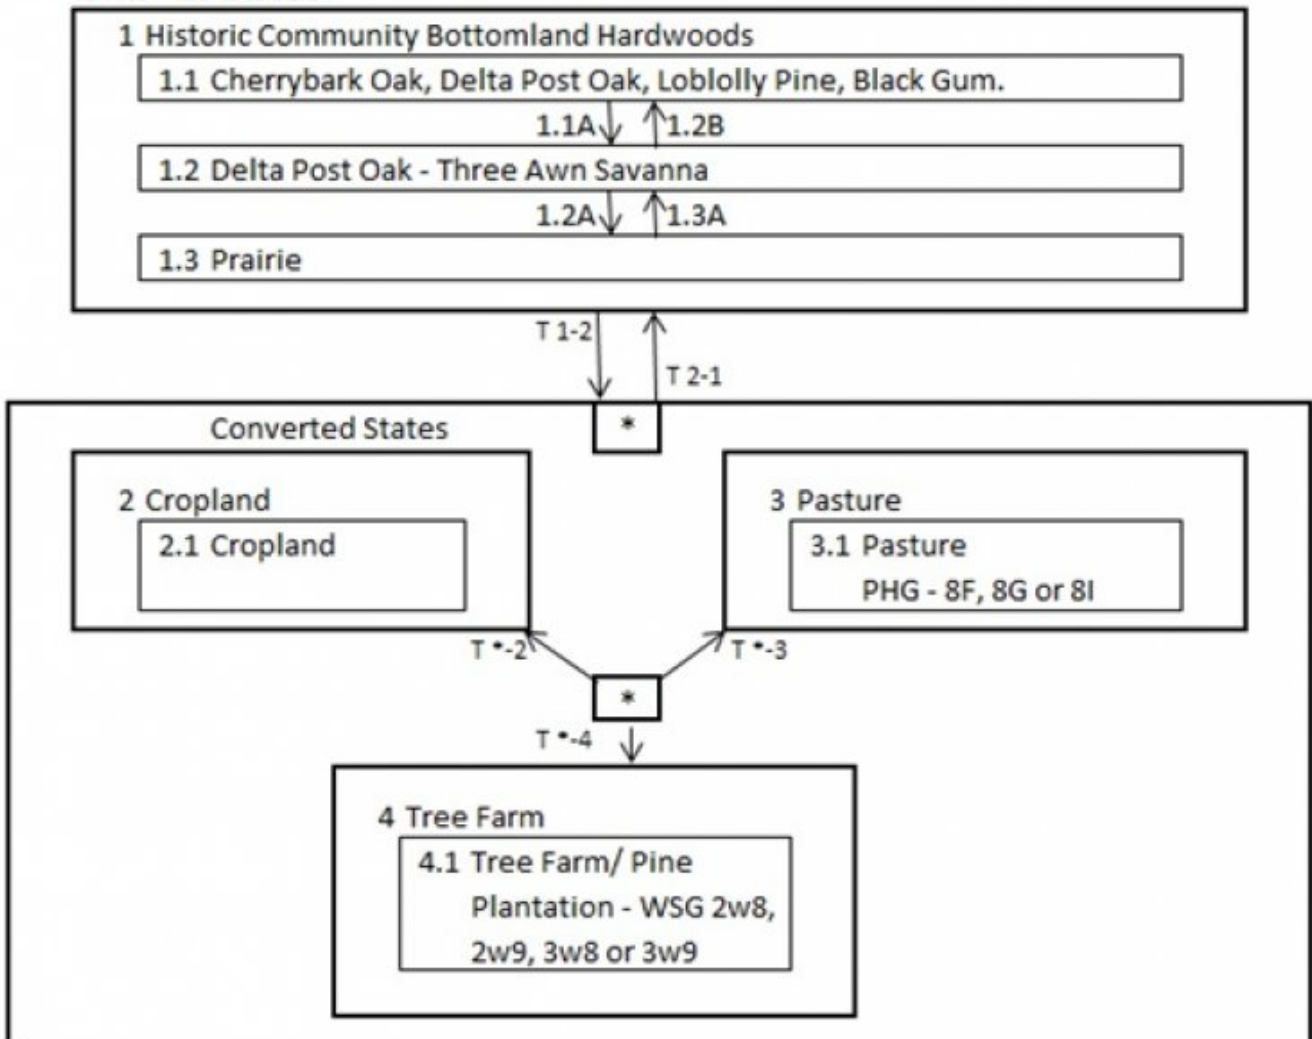 1 Historic Community Bottomland Hardwoods
1.1 Cherrybark Oak, Delta Post Oak, Loblolly Pine, Black Gum.
1.1A 1.2B
1.2 Delta Post Oak - Three Awn Savanna
1.2A 1.3A
1.3 Prairie
T 1-2
T 2-1
*
Converted States
2 Cropland
2.1 Cropland
3 Pasture
3.1 Pasture
PHG - 8F, 8G or 8I
T *-2
T *-3
*
T *-4
4 Tree Farm
4.1 Tree Farm/ Pine
Plantation - WSG 2w8,
2w9, 3w8 or 3w9